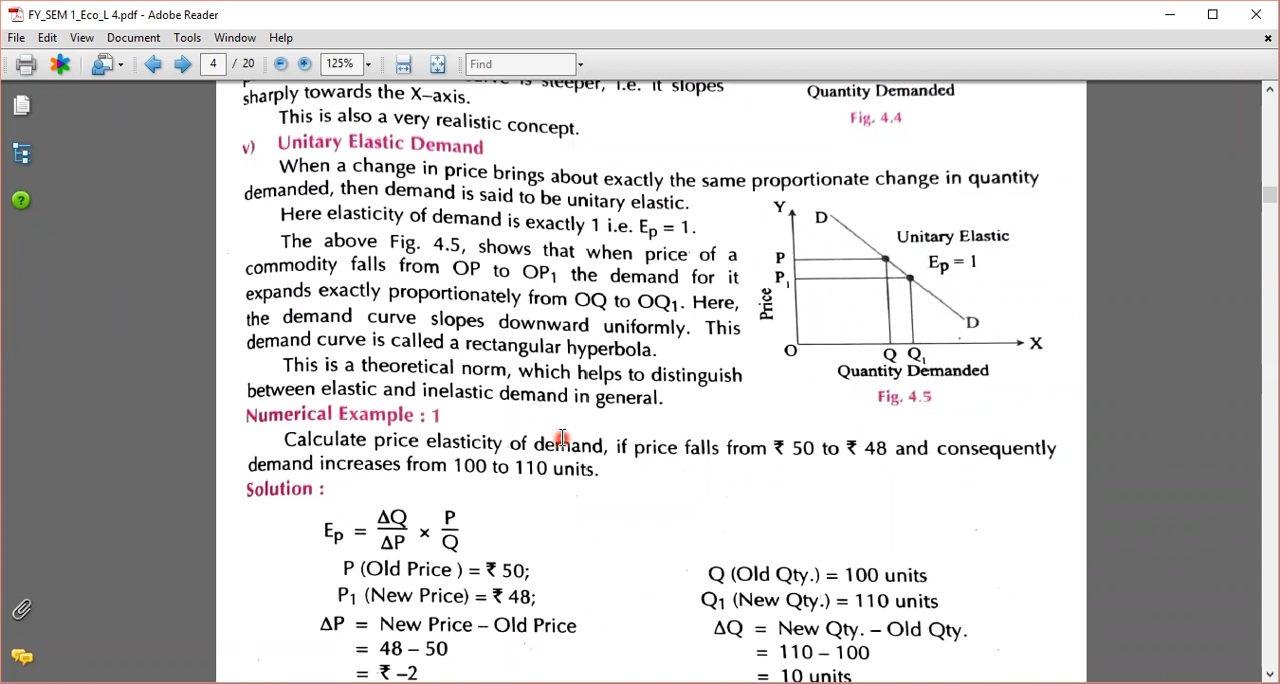 FY_SEM 1_Eco_L 4.pdf - Adobe Reader
File Edit View Document Tools Window Help
4 / 20 125% Find
sharply towards the X–axis.
This is also a very realistic concept.
curve is steeper, i.e. it slopes
Quantity Demanded
Fig. 4.4
v) Unitary Elastic Demand
When a change in price brings about exactly the same proportionate change in quantity
demanded, then demand is said to be unitary elastic.
Here elasticity of demand is exactly 1 i.e. Ep = 1.
The above Fig. 4.5, shows that when price of a
commodity falls from OP to OP1 the demand for it
expands exactly proportionately from OQ to OQ1. Here,
the demand curve slopes downward uniformly. This
demand curve is called a rectangular hyperbola.
This is a theoretical norm, which helps to distinguish
between elastic and inelastic demand in general.
Y
D
Unitary Elastic
Ep = 1
P
P1
Price
D
O Q Q1 X
Quantity Demanded
Fig. 4.5
Numerical Example : 1
Calculate price elasticity of demand, if price falls from ₹ 50 to ₹ 48 and consequently
demand increases from 100 to 110 units.
Solution :
Ep = ΔQ/ΔP × P/Q
P (Old Price ) = ₹ 50;
P1 (New Price) = ₹ 48;
ΔP = New Price – Old Price
= 48 – 50
= ₹ –2
Q (Old Qty.) = 100 units
Q1 (New Qty.) = 110 units
ΔQ = New Qty. – Old Qty.
= 110 – 100
= 10 units